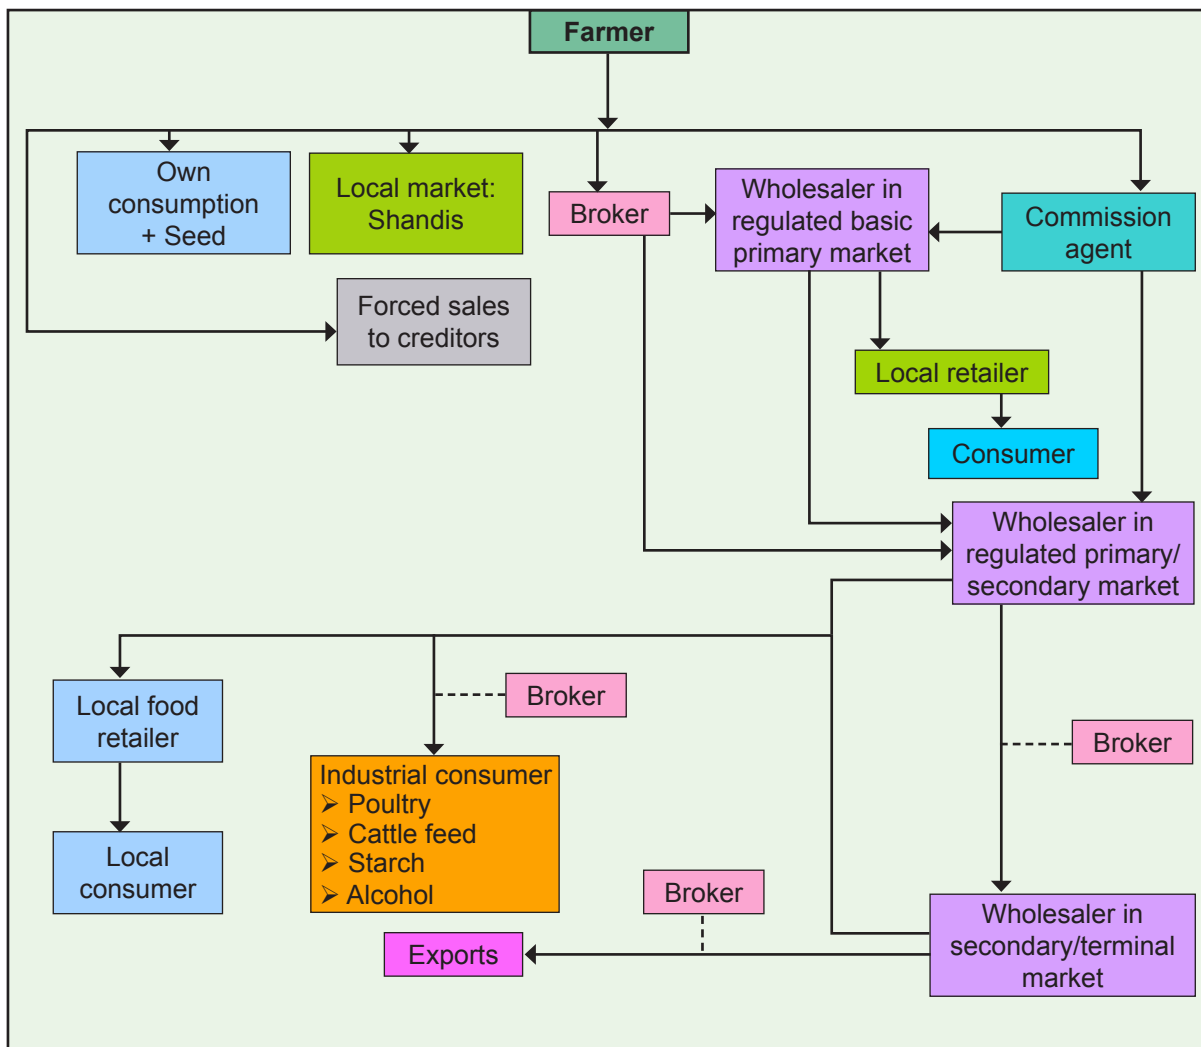 Farmer
Own
consumption
+ Seed
Local market:
Shandis
Broker
Wholesaler in
regulated basic
primary market
Commission
agent
Forced sales
to creditors
Local retailer
Consumer
Wholesaler in
regulated primary/
secondary market
Local food
retailer
Broker
Broker
Industrial consumer
➢ Poultry
➢ Cattle feed
➢ Starch
➢ Alcohol
Local
consumer
Broker
Exports
Wholesaler in
secondary/terminal
market